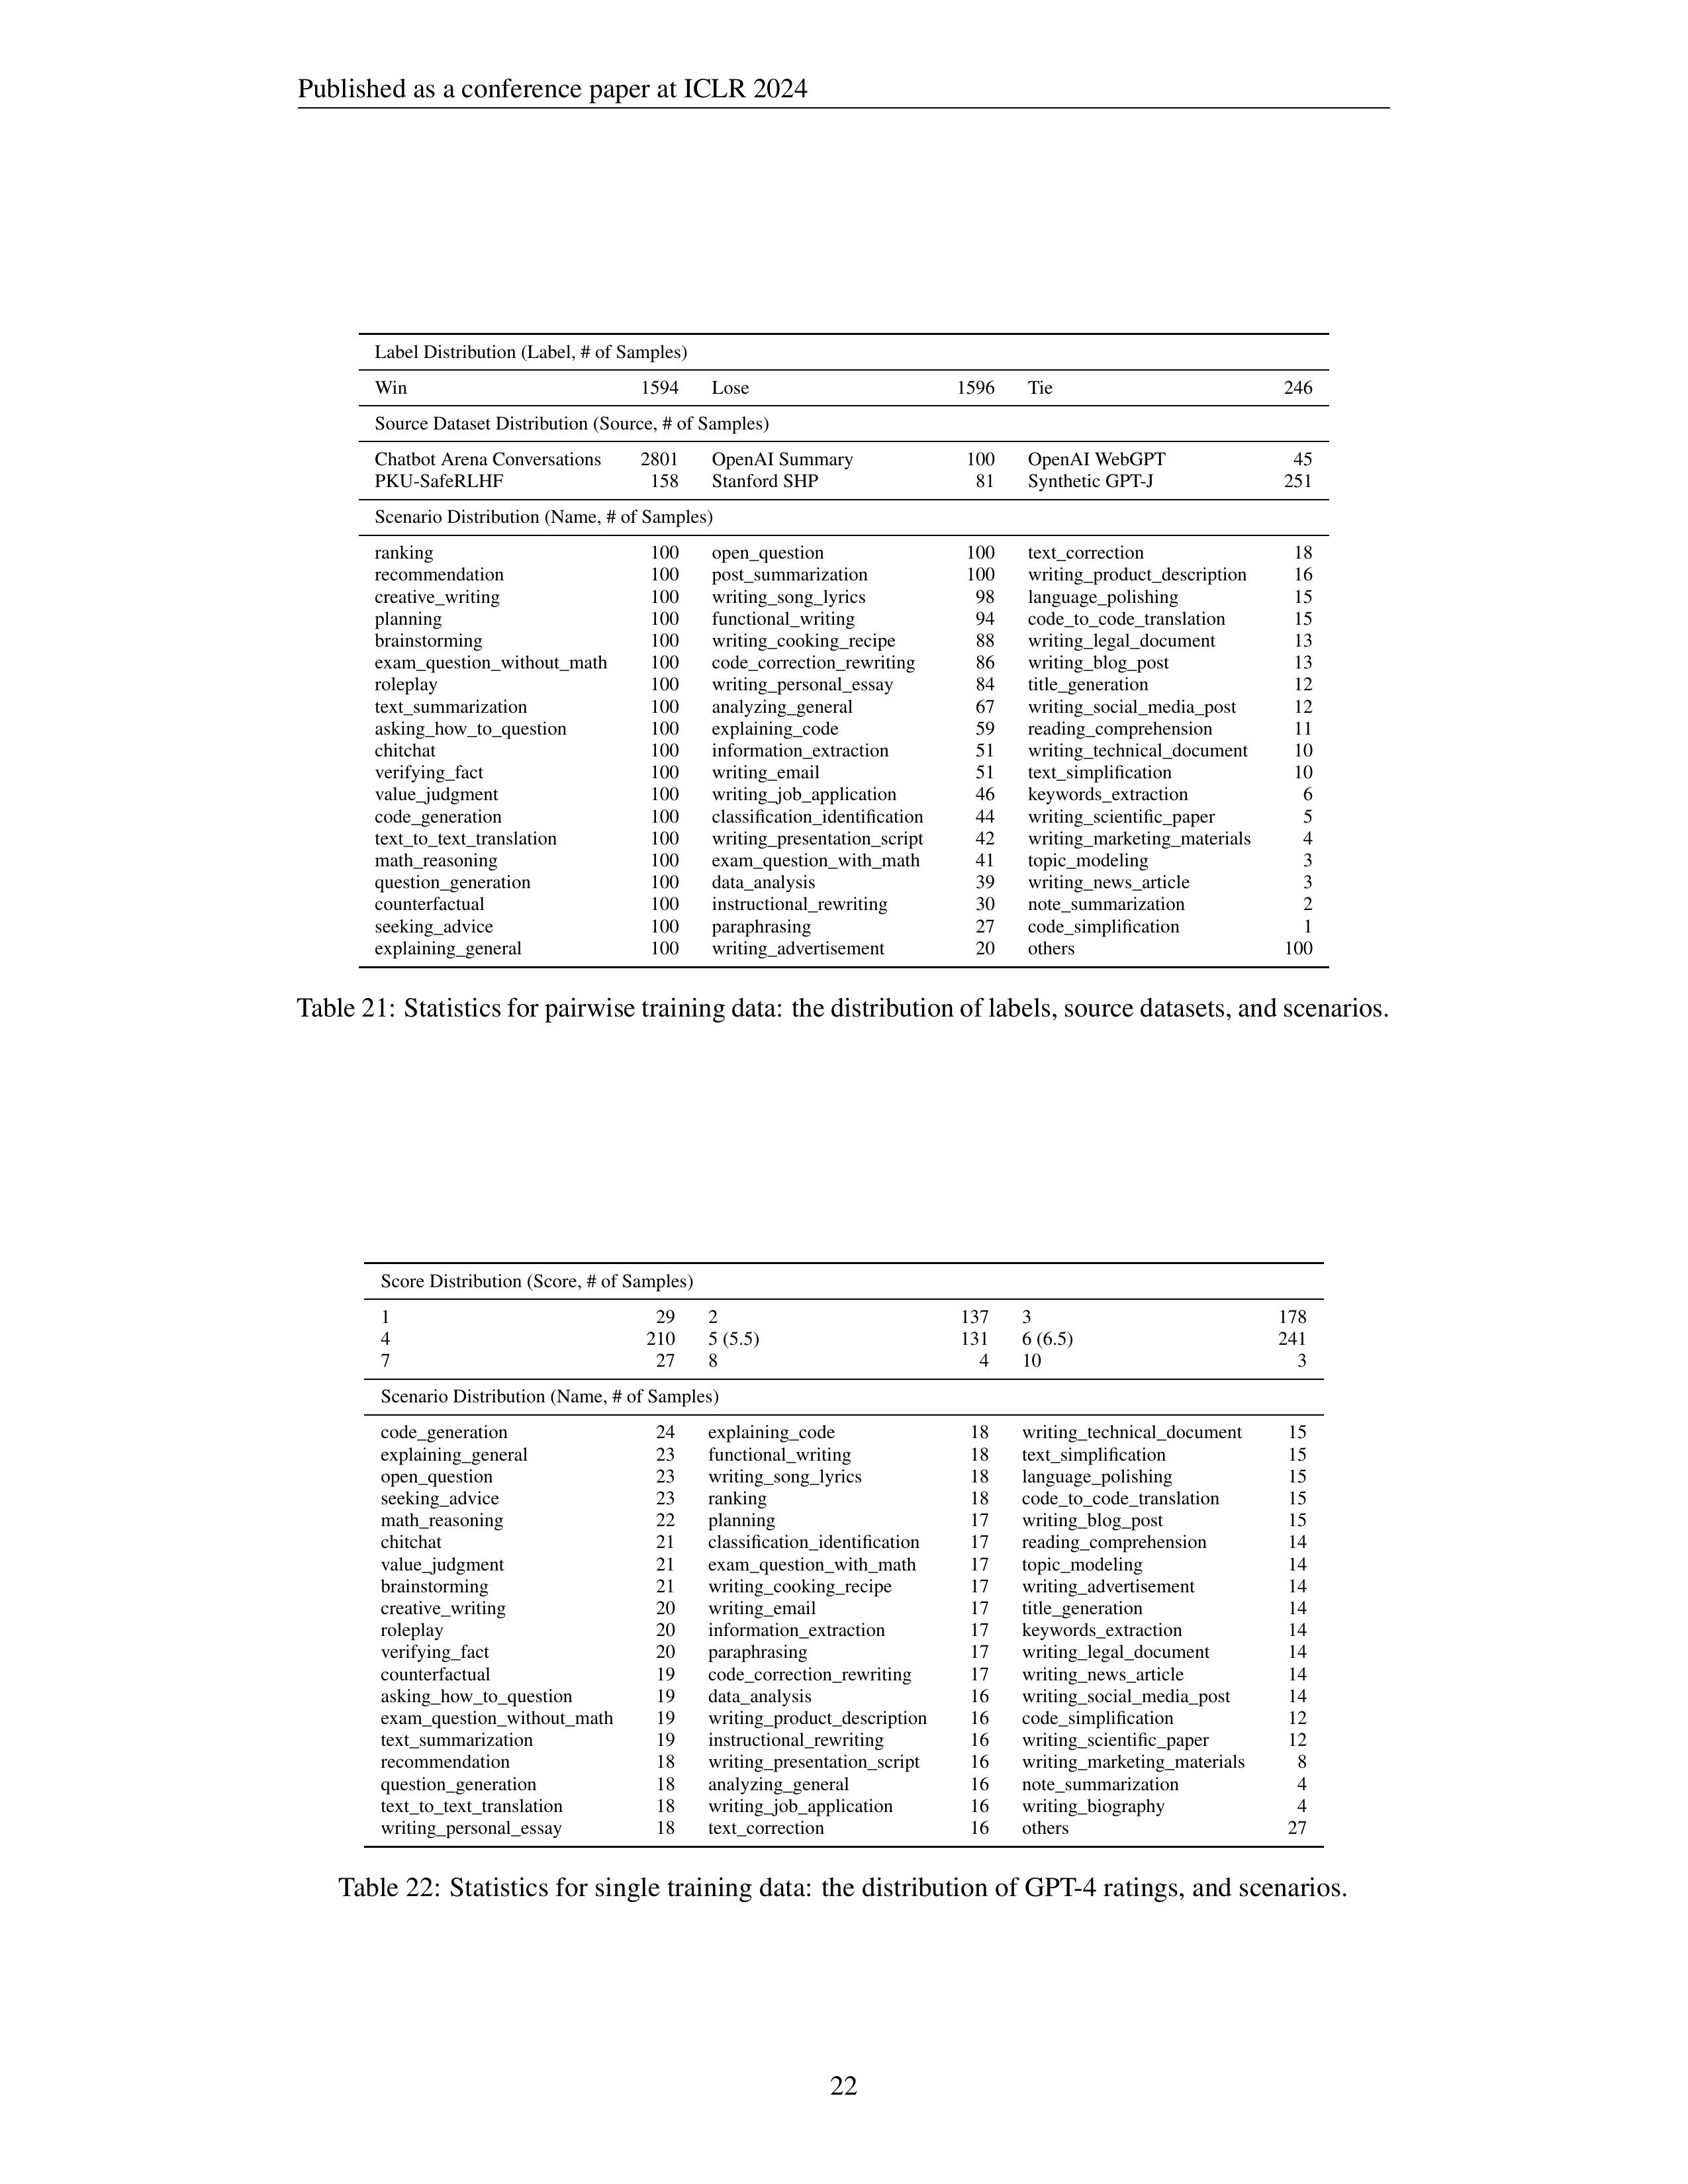 Published as a conference paper at ICLR 2024
Label Distribution (Label, # of Samples)
Win 1594 Lose 1596 Tie 246
Source Dataset Distribution (Source, # of Samples)
Chatbot Arena Conversations 2801 OpenAI Summary 100 OpenAI WebGPT 45
PKU-SafeRLHF 158 Stanford SHP 81 Synthetic GPT-J 251
Scenario Distribution (Name, # of Samples)
ranking 100 open_question 100 text_correction 18
recommendation 100 post_summarization 100 writing_product_description 16
creative_writing 100 writing_song_lyrics 98 language_polishing 15
planning 100 functional_writing 94 code_to_code_translation 15
brainstorming 100 writing_cooking_recipe 88 writing_legal_document 13
exam_question_without_math 100 code_correction_rewriting 86 writing_blog_post 13
roleplay 100 writing_personal_essay 84 title_generation 12
text_summarization 100 analyzing_general 67 writing_social_media_post 12
asking_how_to_question 100 explaining_code 59 reading_comprehension 11
chitchat 100 information_extraction 51 writing_technical_document 10
verifying_fact 100 writing_email 51 text_simplification 10
value_judgment 100 writing_job_application 46 keywords_extraction 6
code_generation 100 classification_identification 44 writing_scientific_paper 5
text_to_text_translation 100 writing_presentation_script 42 writing_marketing_materials 4
math_reasoning 100 exam_question_with_math 41 topic_modeling 3
question_generation 100 data_analysis 39 writing_news_article 3
counterfactual 100 instructional_rewriting 30 note_summarization 2
seeking_advice 100 paraphrasing 27 code_simplification 1
explaining_general 100 writing_advertisement 20 others 100
Table 21: Statistics for pairwise training data: the distribution of labels, source datasets, and scenarios.
Score Distribution (Score, # of Samples)
1 29 2 137 3 178
4 210 5 (5.5) 131 6 (6.5) 241
7 27 8 4 10 3
Scenario Distribution (Name, # of Samples)
code_generation 24 explaining_code 18 writing_technical_document 15
explaining_general 23 functional_writing 18 text_simplification 15
open_question 23 writing_song_lyrics 18 language_polishing 15
seeking_advice 23 ranking 18 code_to_code_translation 15
math_reasoning 22 planning 17 writing_blog_post 15
chitchat 21 classification_identification 17 reading_comprehension 14
value_judgment 21 exam_question_with_math 17 topic_modeling 14
brainstorming 21 writing_cooking_recipe 17 writing_advertisement 14
creative_writing 20 writing_email 17 title_generation 14
roleplay 20 information_extraction 17 keywords_extraction 14
verifying_fact 20 paraphrasing 17 writing_legal_document 14
counterfactual 19 code_correction_rewriting 17 writing_news_article 14
asking_how_to_question 19 data_analysis 16 writing_social_media_post 14
exam_question_without_math 19 writing_product_description 16 code_simplification 12
text_summarization 19 instructional_rewriting 16 writing_scientific_paper 12
recommendation 18 writing_presentation_script 16 writing_marketing_materials 8
question_generation 18 analyzing_general 16 note_summarization 4
text_to_text_translation 18 writing_job_application 16 writing_biography 4
writing_personal_essay 18 text_correction 16 others 27
Table 22: Statistics for single training data: the distribution of GPT-4 ratings, and scenarios.
22